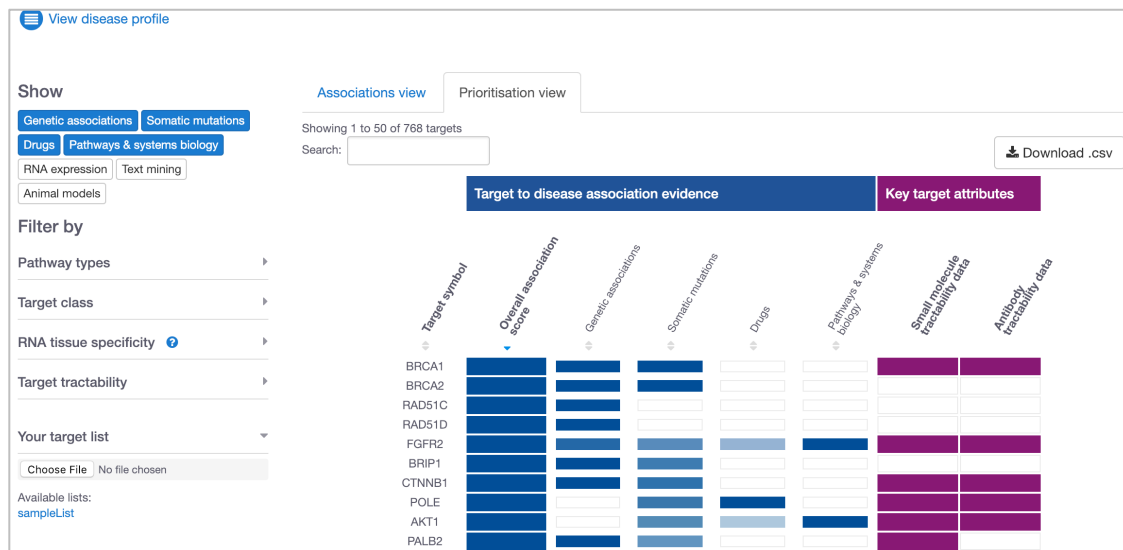 View disease profile
Show
Genetic associations Somatic mutations
Drugs Pathways & systems biology
RNA expression Text mining
Animal models
Filter by
Pathway types
Target class
RNA tissue specificity ?
Target tractability
Your target list
Choose File No file chosen
Available lists:
sampleList
Associations view Prioritisation view
Showing 1 to 50 of 768 targets
Search:
Download .csv
Target to disease association evidence Key target attributes
Target symbol
Overall association
score
Genetic associations
Somatic mutations
Drugs
Pathways & systems
biology
Small molecule
tractability data
Antibody
tractability data
BRCA1
BRCA2
RAD51C
RAD51D
FGFR2
BRIP1
CTNNB1
POLE
AKT1
PALB2